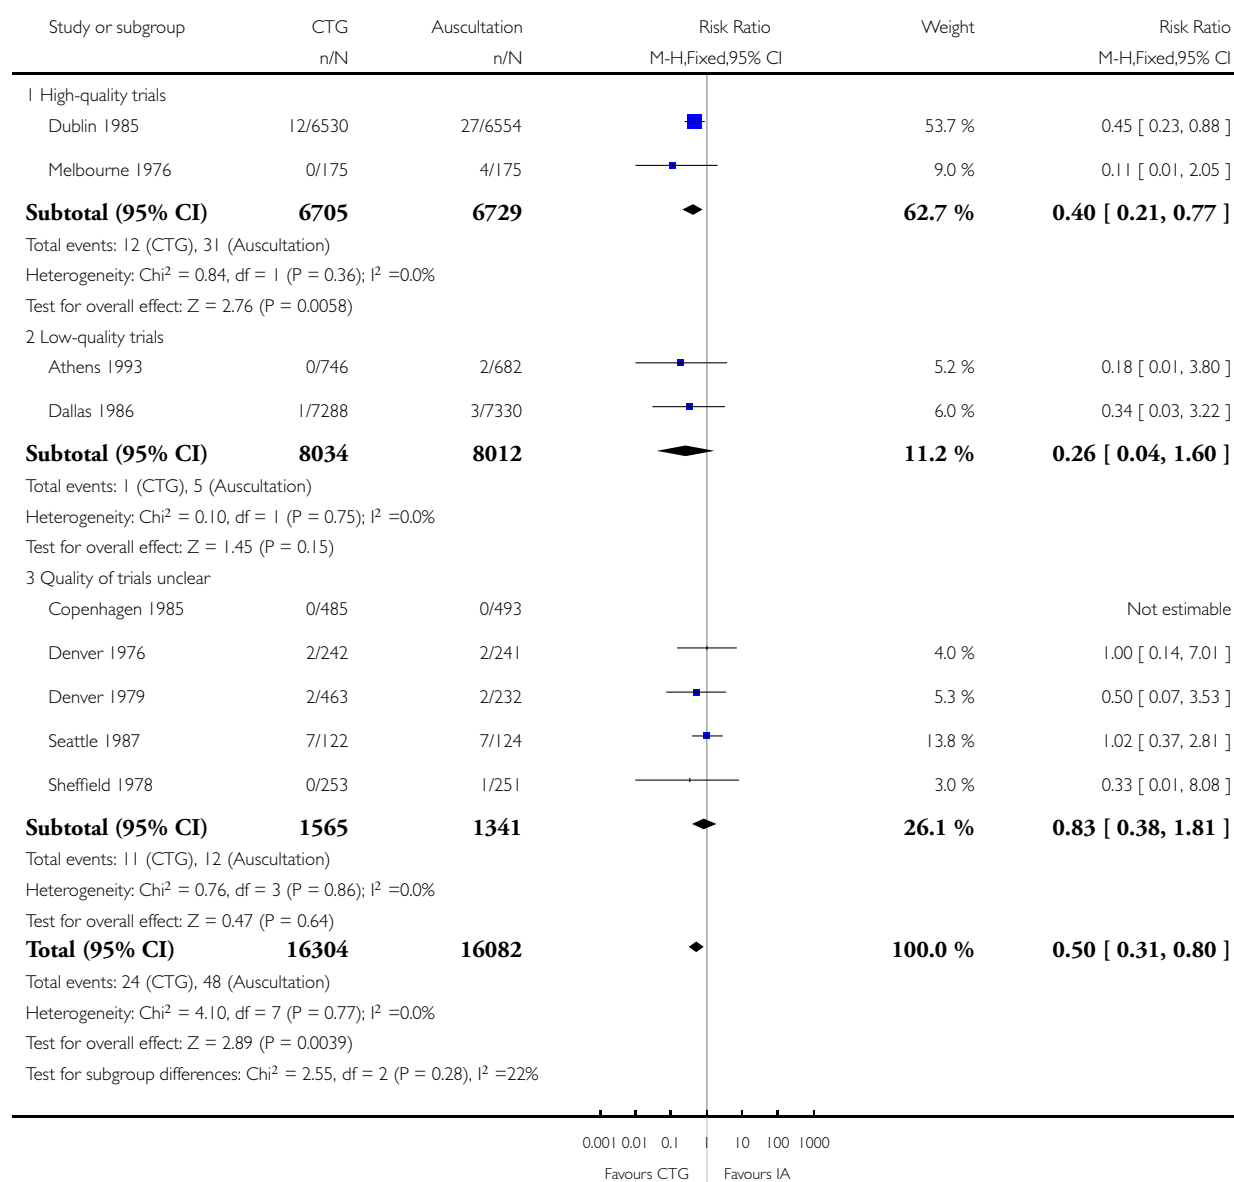 Study or subgroup CTG Auscultation Risk Ratio Weight Risk Ratio
n/N n/N M-H,Fixed,95% CI M-H,Fixed,95% CI
1 High-quality trials
Dublin 1985 12/6530 27/6554 53.7 % 0.45 [ 0.23, 0.88 ]
Melbourne 1976 0/175 4/175 9.0 % 0.11 [ 0.01, 2.05 ]
Subtotal (95% CI) 6705 6729 62.7 % 0.40 [ 0.21, 0.77 ]
Total events: 12 (CTG), 31 (Auscultation)
Heterogeneity: Chi² = 0.84, df = 1 (P = 0.36); I² =0.0%
Test for overall effect: Z = 2.76 (P = 0.0058)
2 Low-quality trials
Athens 1993 0/746 2/682 5.2 % 0.18 [ 0.01, 3.80 ]
Dallas 1986 1/7288 3/7330 6.0 % 0.34 [ 0.03, 3.22 ]
Subtotal (95% CI) 8034 8012 11.2 % 0.26 [ 0.04, 1.60 ]
Total events: 1 (CTG), 5 (Auscultation)
Heterogeneity: Chi² = 0.10, df = 1 (P = 0.75); I² =0.0%
Test for overall effect: Z = 1.45 (P = 0.15)
3 Quality of trials unclear
Copenhagen 1985 0/485 0/493 Not estimable
Denver 1976 2/242 2/241 4.0 % 1.00 [ 0.14, 7.01 ]
Denver 1979 2/463 2/232 5.3 % 0.50 [ 0.07, 3.53 ]
Seattle 1987 7/122 7/124 13.8 % 1.02 [ 0.37, 2.81 ]
Sheffield 1978 0/253 1/251 3.0 % 0.33 [ 0.01, 8.08 ]
Subtotal (95% CI) 1565 1341 26.1 % 0.83 [ 0.38, 1.81 ]
Total events: 11 (CTG), 12 (Auscultation)
Heterogeneity: Chi² = 0.76, df = 3 (P = 0.86); I² =0.0%
Test for overall effect: Z = 0.47 (P = 0.64)
Total (95% CI) 16304 16082 100.0 % 0.50 [ 0.31, 0.80 ]
Total events: 24 (CTG), 48 (Auscultation)
Heterogeneity: Chi² = 4.10, df = 7 (P = 0.77); I² =0.0%
Test for overall effect: Z = 2.89 (P = 0.0039)
Test for subgroup differences: Chi² = 2.55, df = 2 (P = 0.28), I² =22%
0.001 0.01 0.1 1 10 100 1000
Favours CTG Favours IA